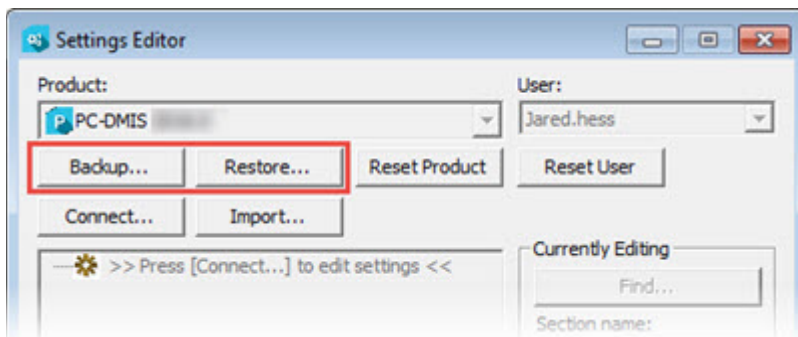 Settings Editor
Product:
User:
PC-DMIS
Jared.hess
Backup...
Restore...
Reset Product
Reset User
Connect...
Import...
>> Press [Connect...] to edit settings <<
Currently Editing
Find...
Section name: